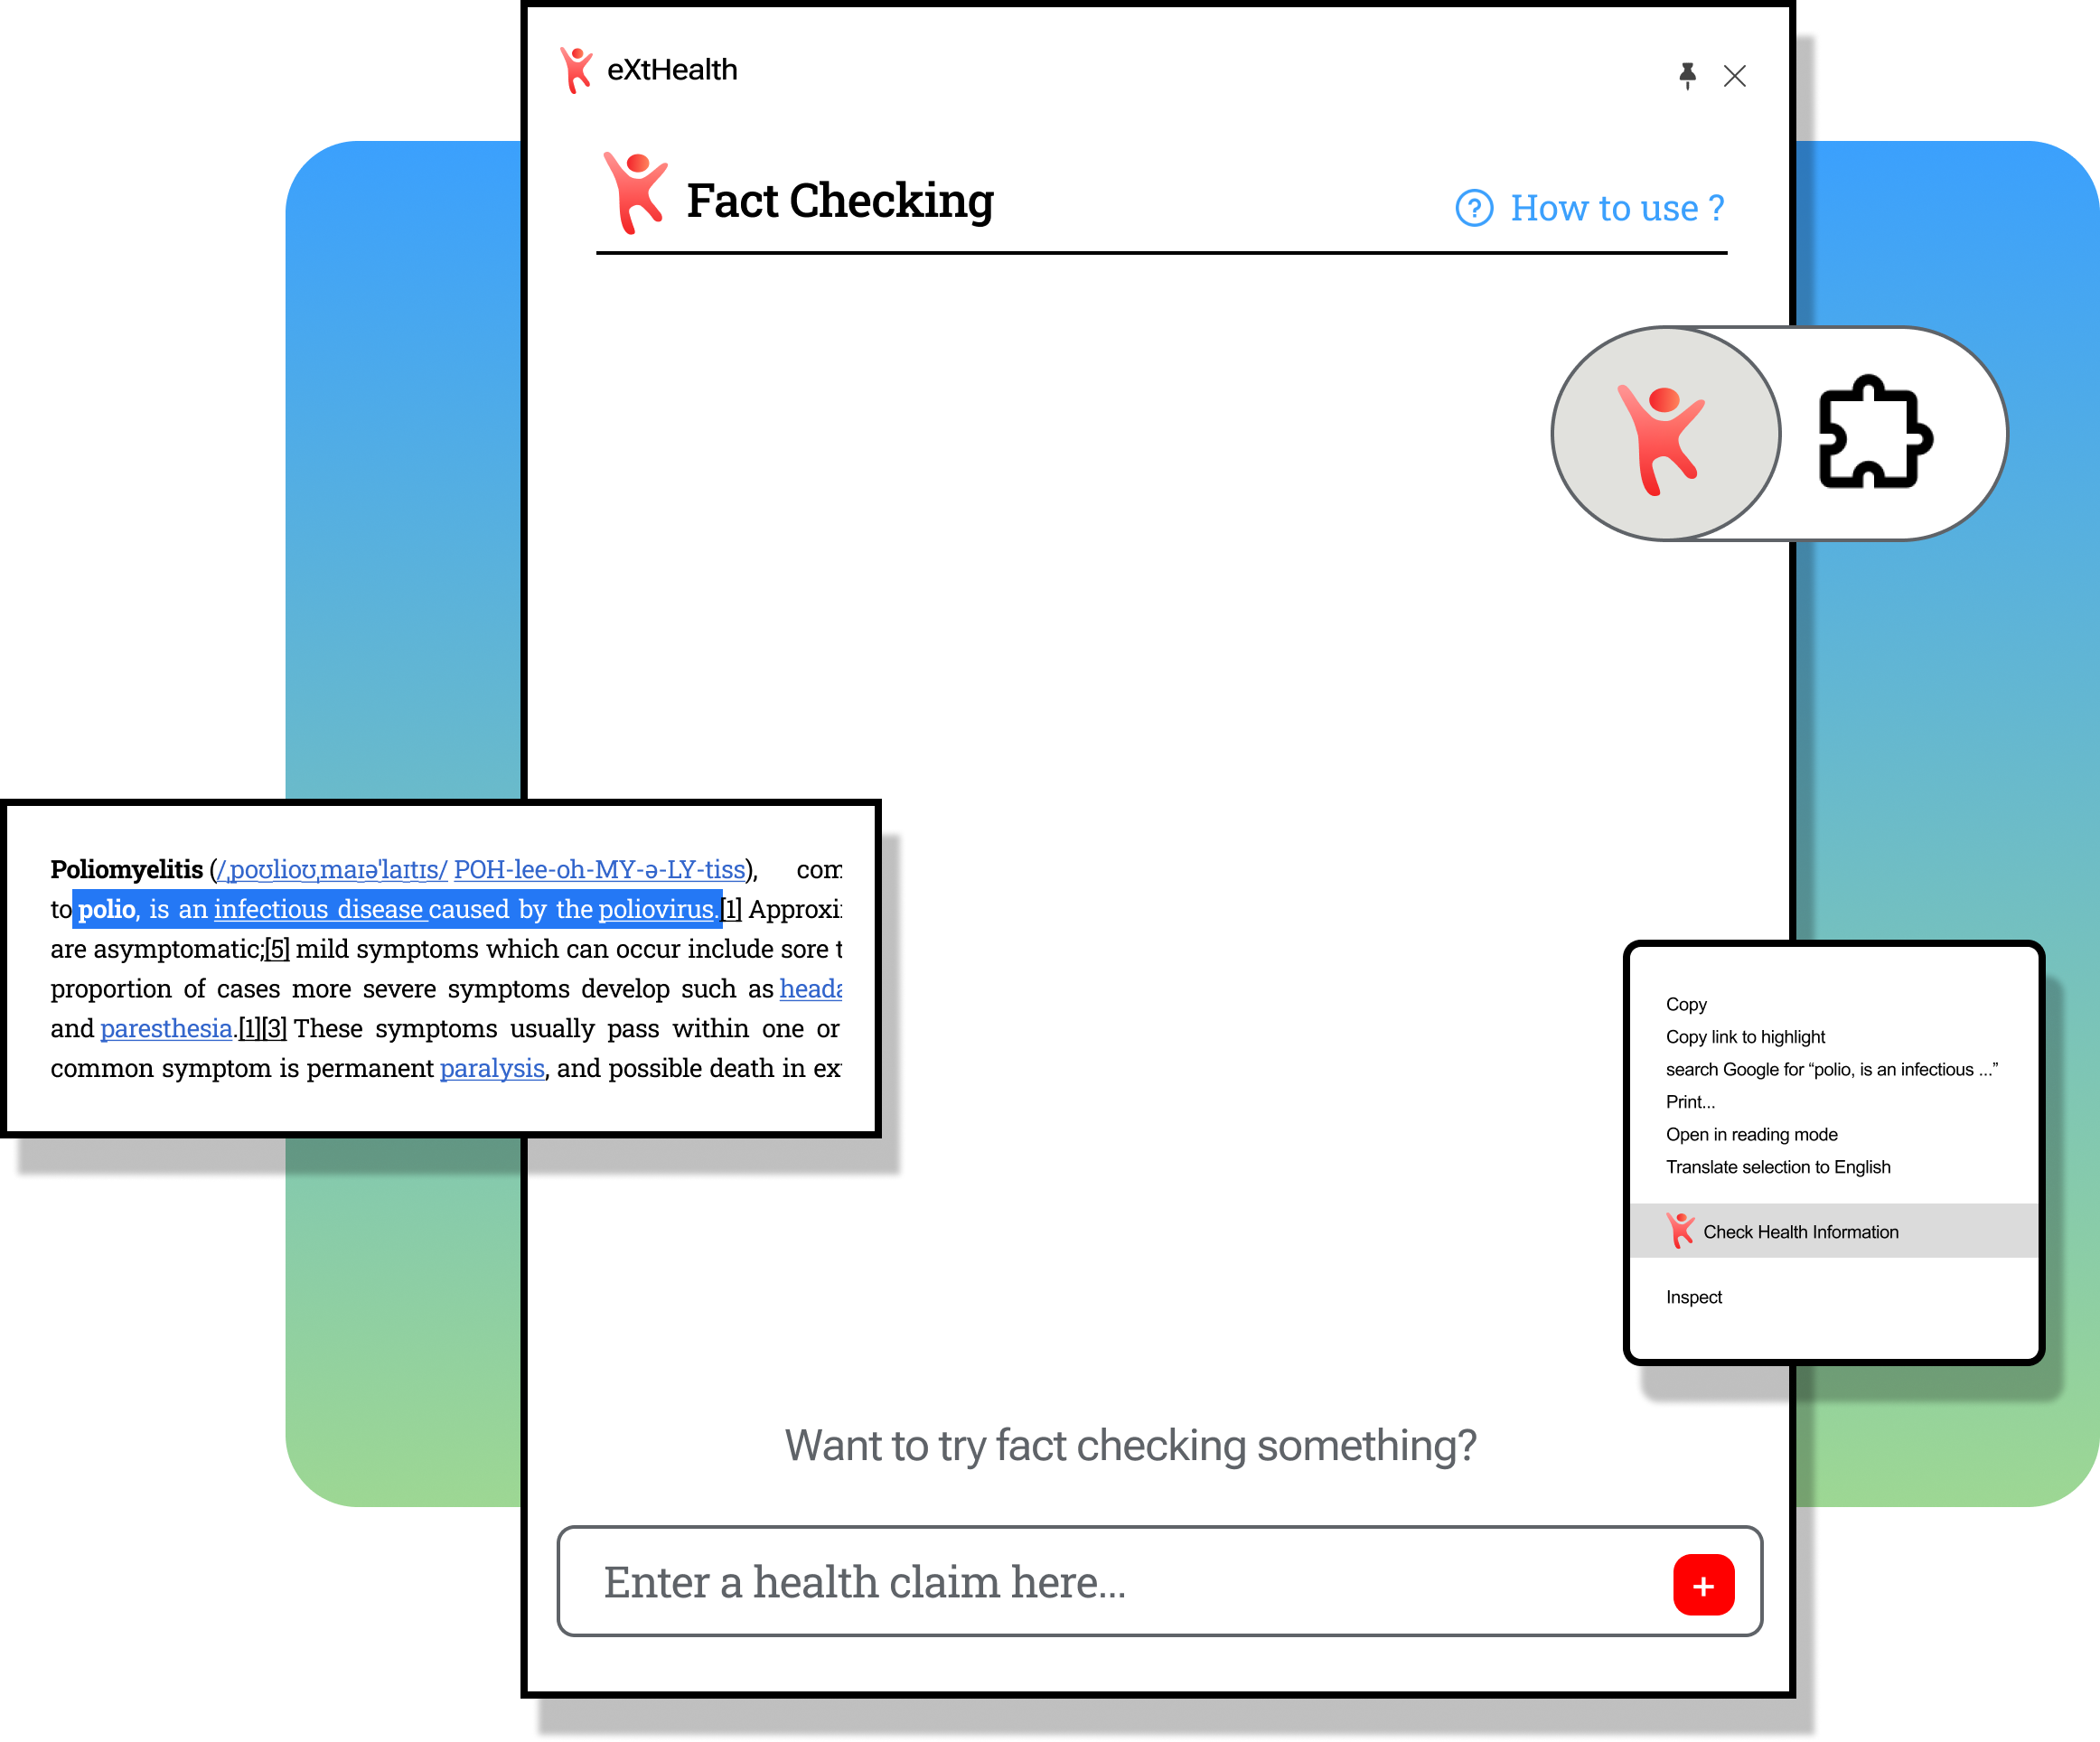 eXtHealth
Fact Checking
How to use ?
Poliomyelitis (/ˌpoʊlioʊˌmaɪəˈlaɪtɪs/ POH-lee-oh-MY-ə-LY-tiss),
to polio, is an infectious disease caused by the poliovirus.[1]
are asymptomatic;[5] mild symptoms which can occur include sore
proportion of cases more severe symptoms develop such as
and paresthesia.[1][3] These symptoms usually pass within one or
common symptom is permanent paralysis, and possible death in
Copy
Copy link to highlight
search Google for “polio, is an infectious ...”
Print...
Open in reading mode
Translate selection to English
Check Health Information
Inspect
Want to try fact checking something?
Enter a health claim here...
+